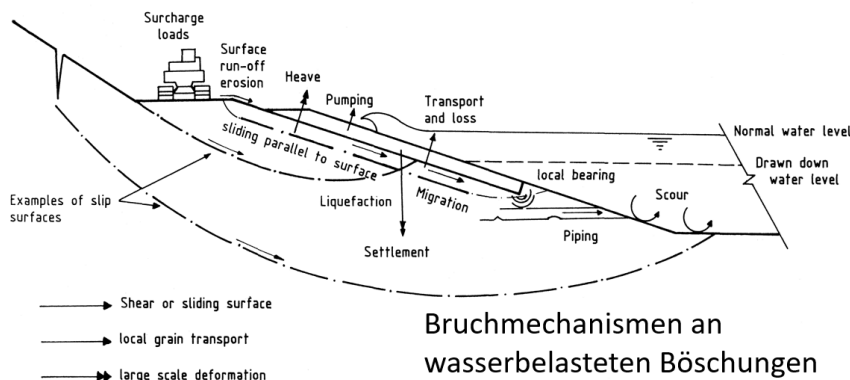 Surcharge
loads
Surface
run-off
erosion
Heave
Pumping
Transport
and loss
Normal water level
Drawn down
water level
sliding parallel to surface
local bearing
Scour
Examples of slip
surfaces
Liquefaction
Migration
Piping
Settlement
Shear or sliding surface
local grain transport
large scale deformation
Bruchmechanismen an
wasserbelasteten Böschungen